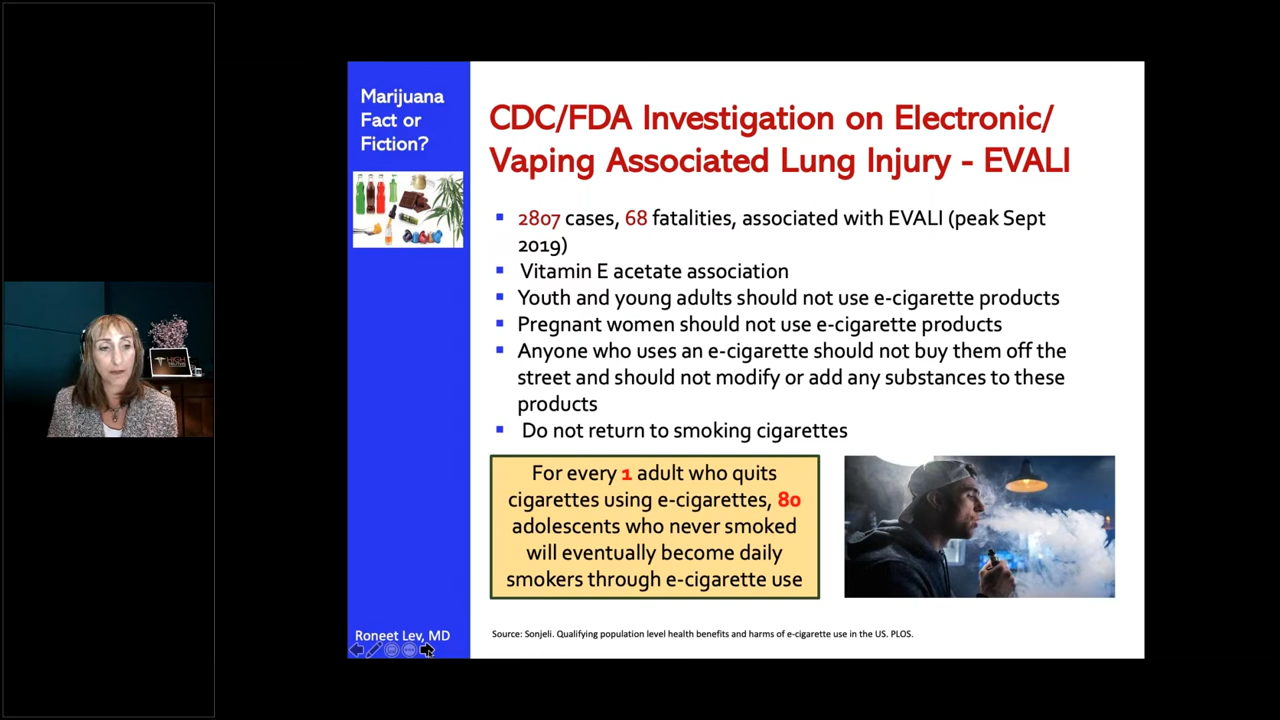 Marijuana
Fact or
Fiction?
CDC/FDA Investigation on Electronic/
Vaping Associated Lung Injury - EVALI
▪ 2807 cases, 68 fatalities, associated with EVALI (peak Sept
2019)
▪ Vitamin E acetate association
▪ Youth and young adults should not use e-cigarette products
▪ Pregnant women should not use e-cigarette products
▪ Anyone who uses an e-cigarette should not buy them off the
street and should not modify or add any substances to these
products
▪ Do not return to smoking cigarettes
For every 1 adult who quits
cigarettes using e-cigarettes, 80
adolescents who never smoked
will eventually become daily
smokers through e-cigarette use
Roneet Lev, MD
Source: Sonjeli. Qualifying population level health benefits and harms of e-cigarette use in the US. PLOS.
HIGH